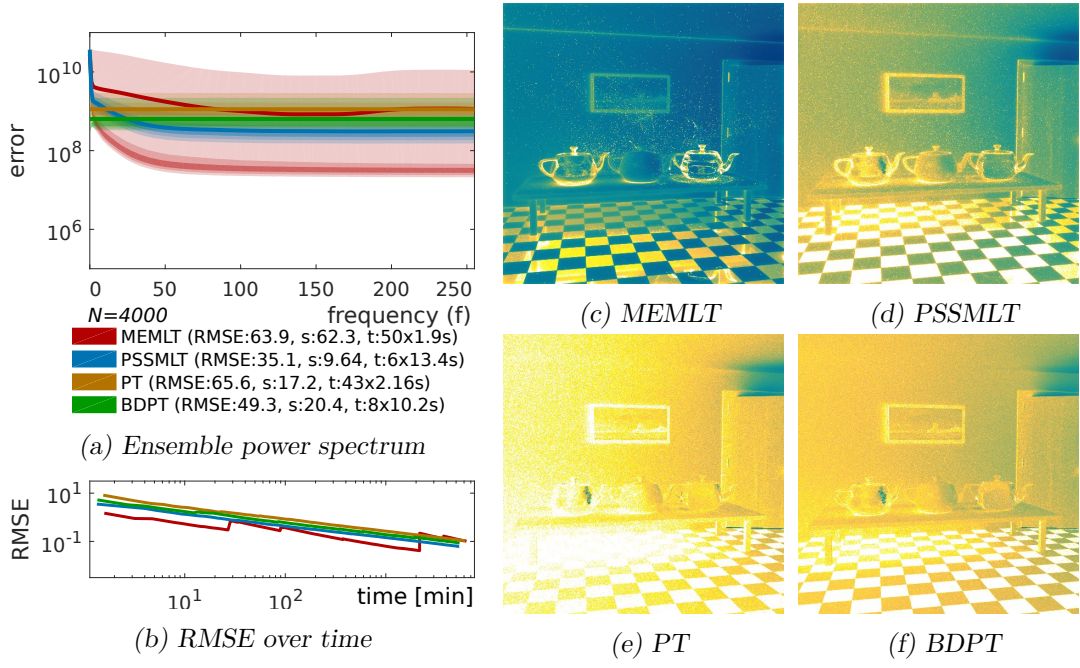 error
10^10
10^8
10^6
0 50 100 150 200 250
N=4000 frequency (f)
MEMLT (RMSE:63.9, s:62.3, t:50x1.9s)
PSSMLT (RMSE:35.1, s:9.64, t:6x13.4s)
PT (RMSE:65.6, s:17.2, t:43x2.16s)
BDPT (RMSE:49.3, s:20.4, t:8x10.2s)
(a) Ensemble power spectrum
RMSE
10^1
10^-1
10^1 10^2 time [min]
(b) RMSE over time
(c) MEMLT
(d) PSSMLT
(e) PT
(f) BDPT